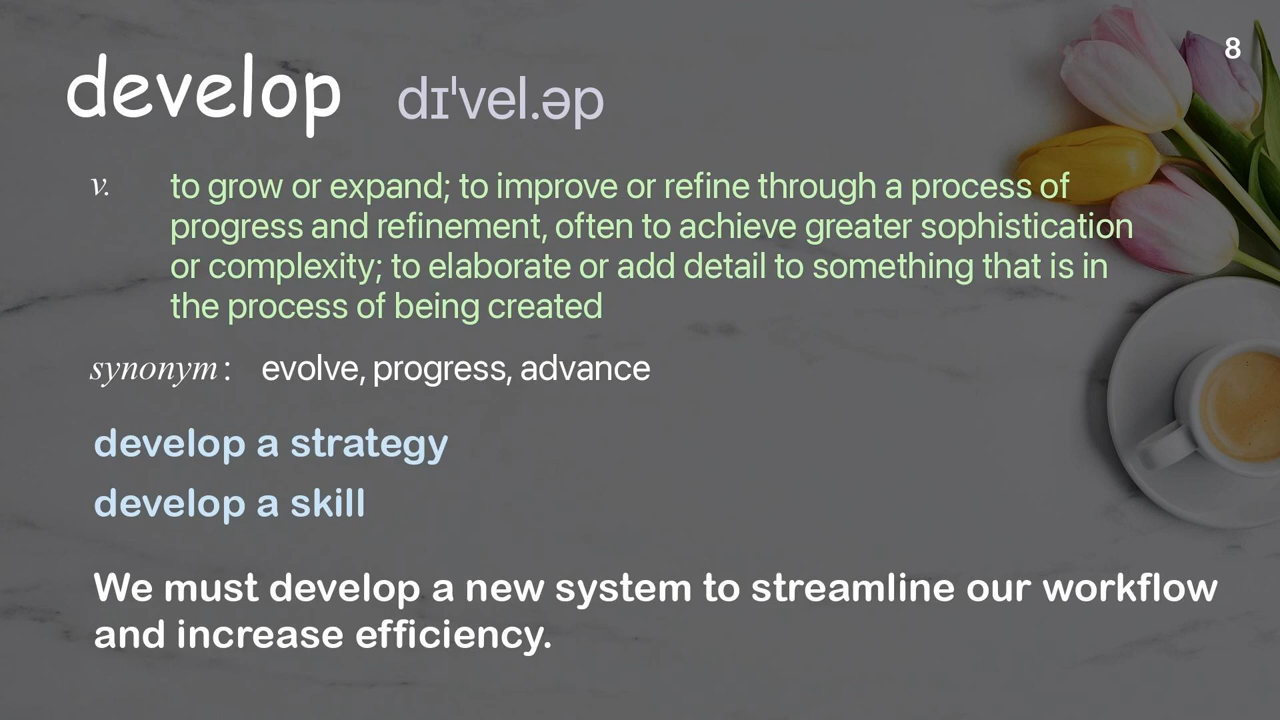 8
develop dɪˈvel.əp
v. to grow or expand; to improve or refine through a process of
progress and refinement, often to achieve greater sophistication
or complexity; to elaborate or add detail to something that is in
the process of being created
synonym: evolve, progress, advance
develop a strategy
develop a skill
We must develop a new system to streamline our workflow
and increase efficiency.